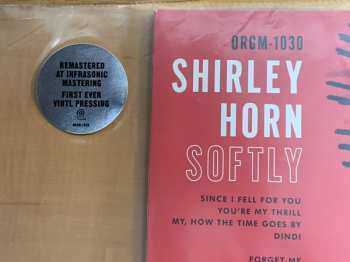 REMASTERED
AT INFRASONIC
MASTERING
FIRST EVER
VINYL PRESSING
ORGM-1030
SHIRLEY
HORN
SOFTLY
SINCE I FELL FOR YOU
YOU'RE MY THRILL
MY, HOW THE TIME GOES BY
DINDI
FORGET ME